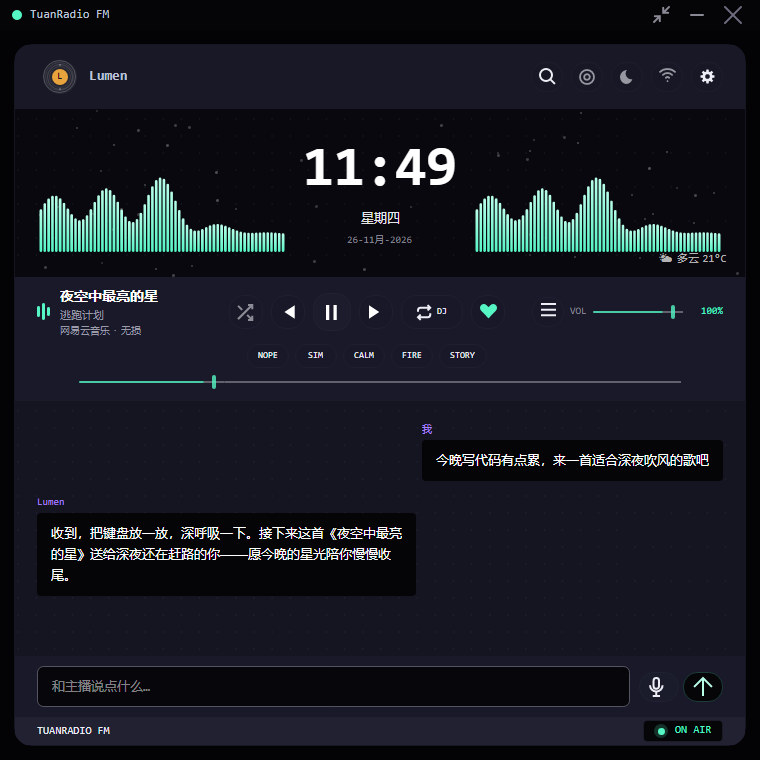 TuanRadio FM
L
Lumen
11:49
星期四
26-11月-2026
多云 21°C
夜空中最亮的星
逃跑计划
网易云音乐 · 无损
DJ
VOL
100%
NOPE
SIM
CALM
FIRE
STORY
我
今晚写代码有点累，来一首适合深夜吹风的歌吧
Lumen
收到，把键盘放一放，深呼吸一下。接下来这首《夜空中最亮
的星》送给深夜还在赶路的你——愿今晚的星光陪你慢慢收
尾。
和主播说点什么…
TUANRADIO FM
ON AIR